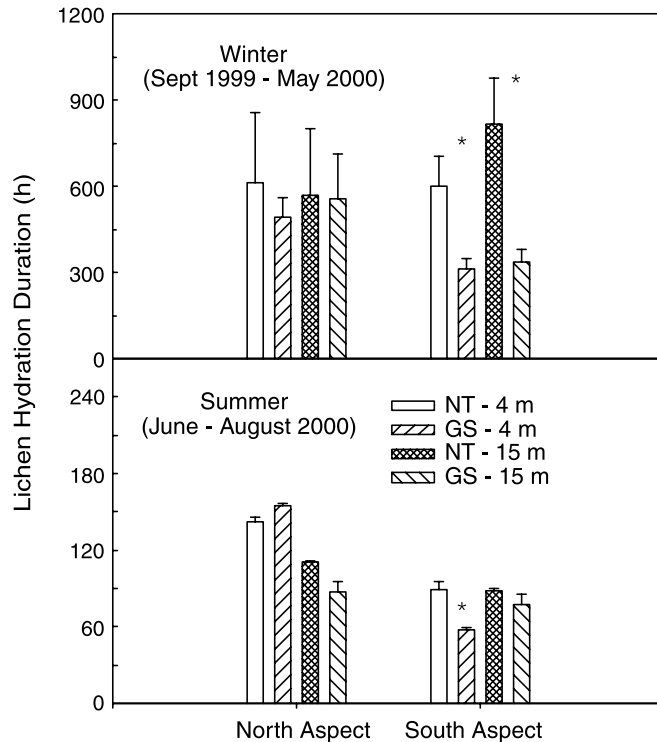 1200
900
600
300
0
Winter
(Sept 1999 - May 2000)
*
*
Lichen Hydration Duration (h)
240
180
120
60
0
Summer
(June - August 2000)
NT - 4 m
GS - 4 m
NT - 15 m
GS - 15 m
*
North Aspect
South Aspect